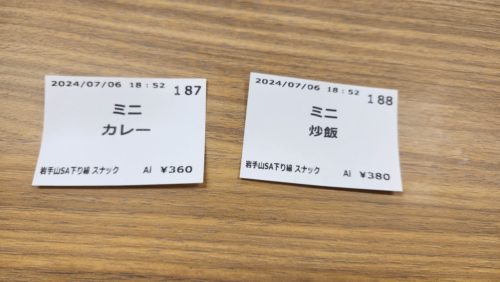 2024/07/06 18:52
187
ミニ
カレー
岩手山SA下り線 スナック Ai ¥360
2024/07/06 18:52
188
ミニ
炒飯
岩手山SA下り線 スナック Ai ¥380